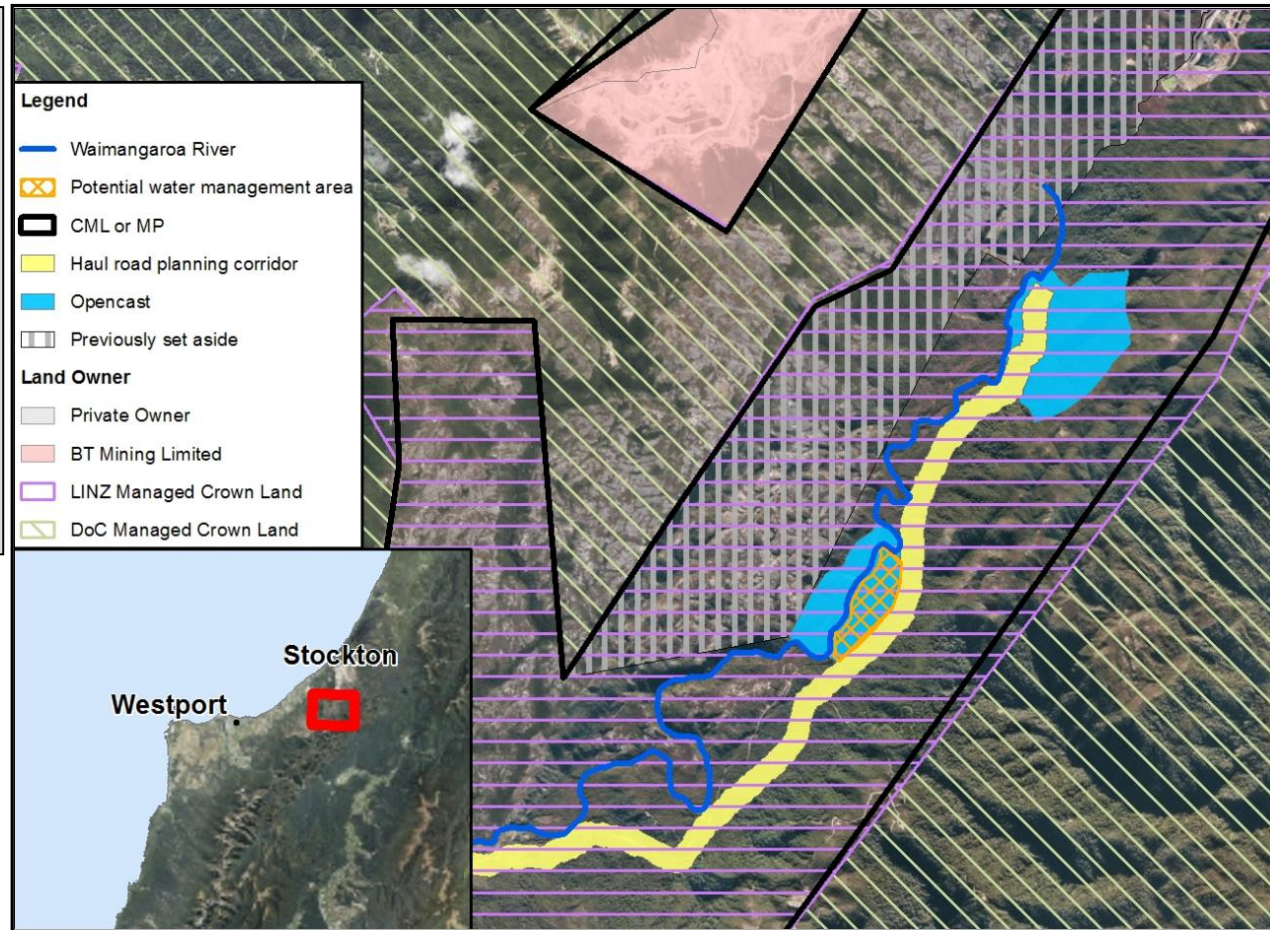 Legend
Waimangaroa River
Potential water management area
CML or MP
Haul road planning corridor
Opencast
Previously set aside
Land Owner
Private Owner
BT Mining Limited
LINZ Managed Crown Land
DoC Managed Crown Land
Stockton
Westport